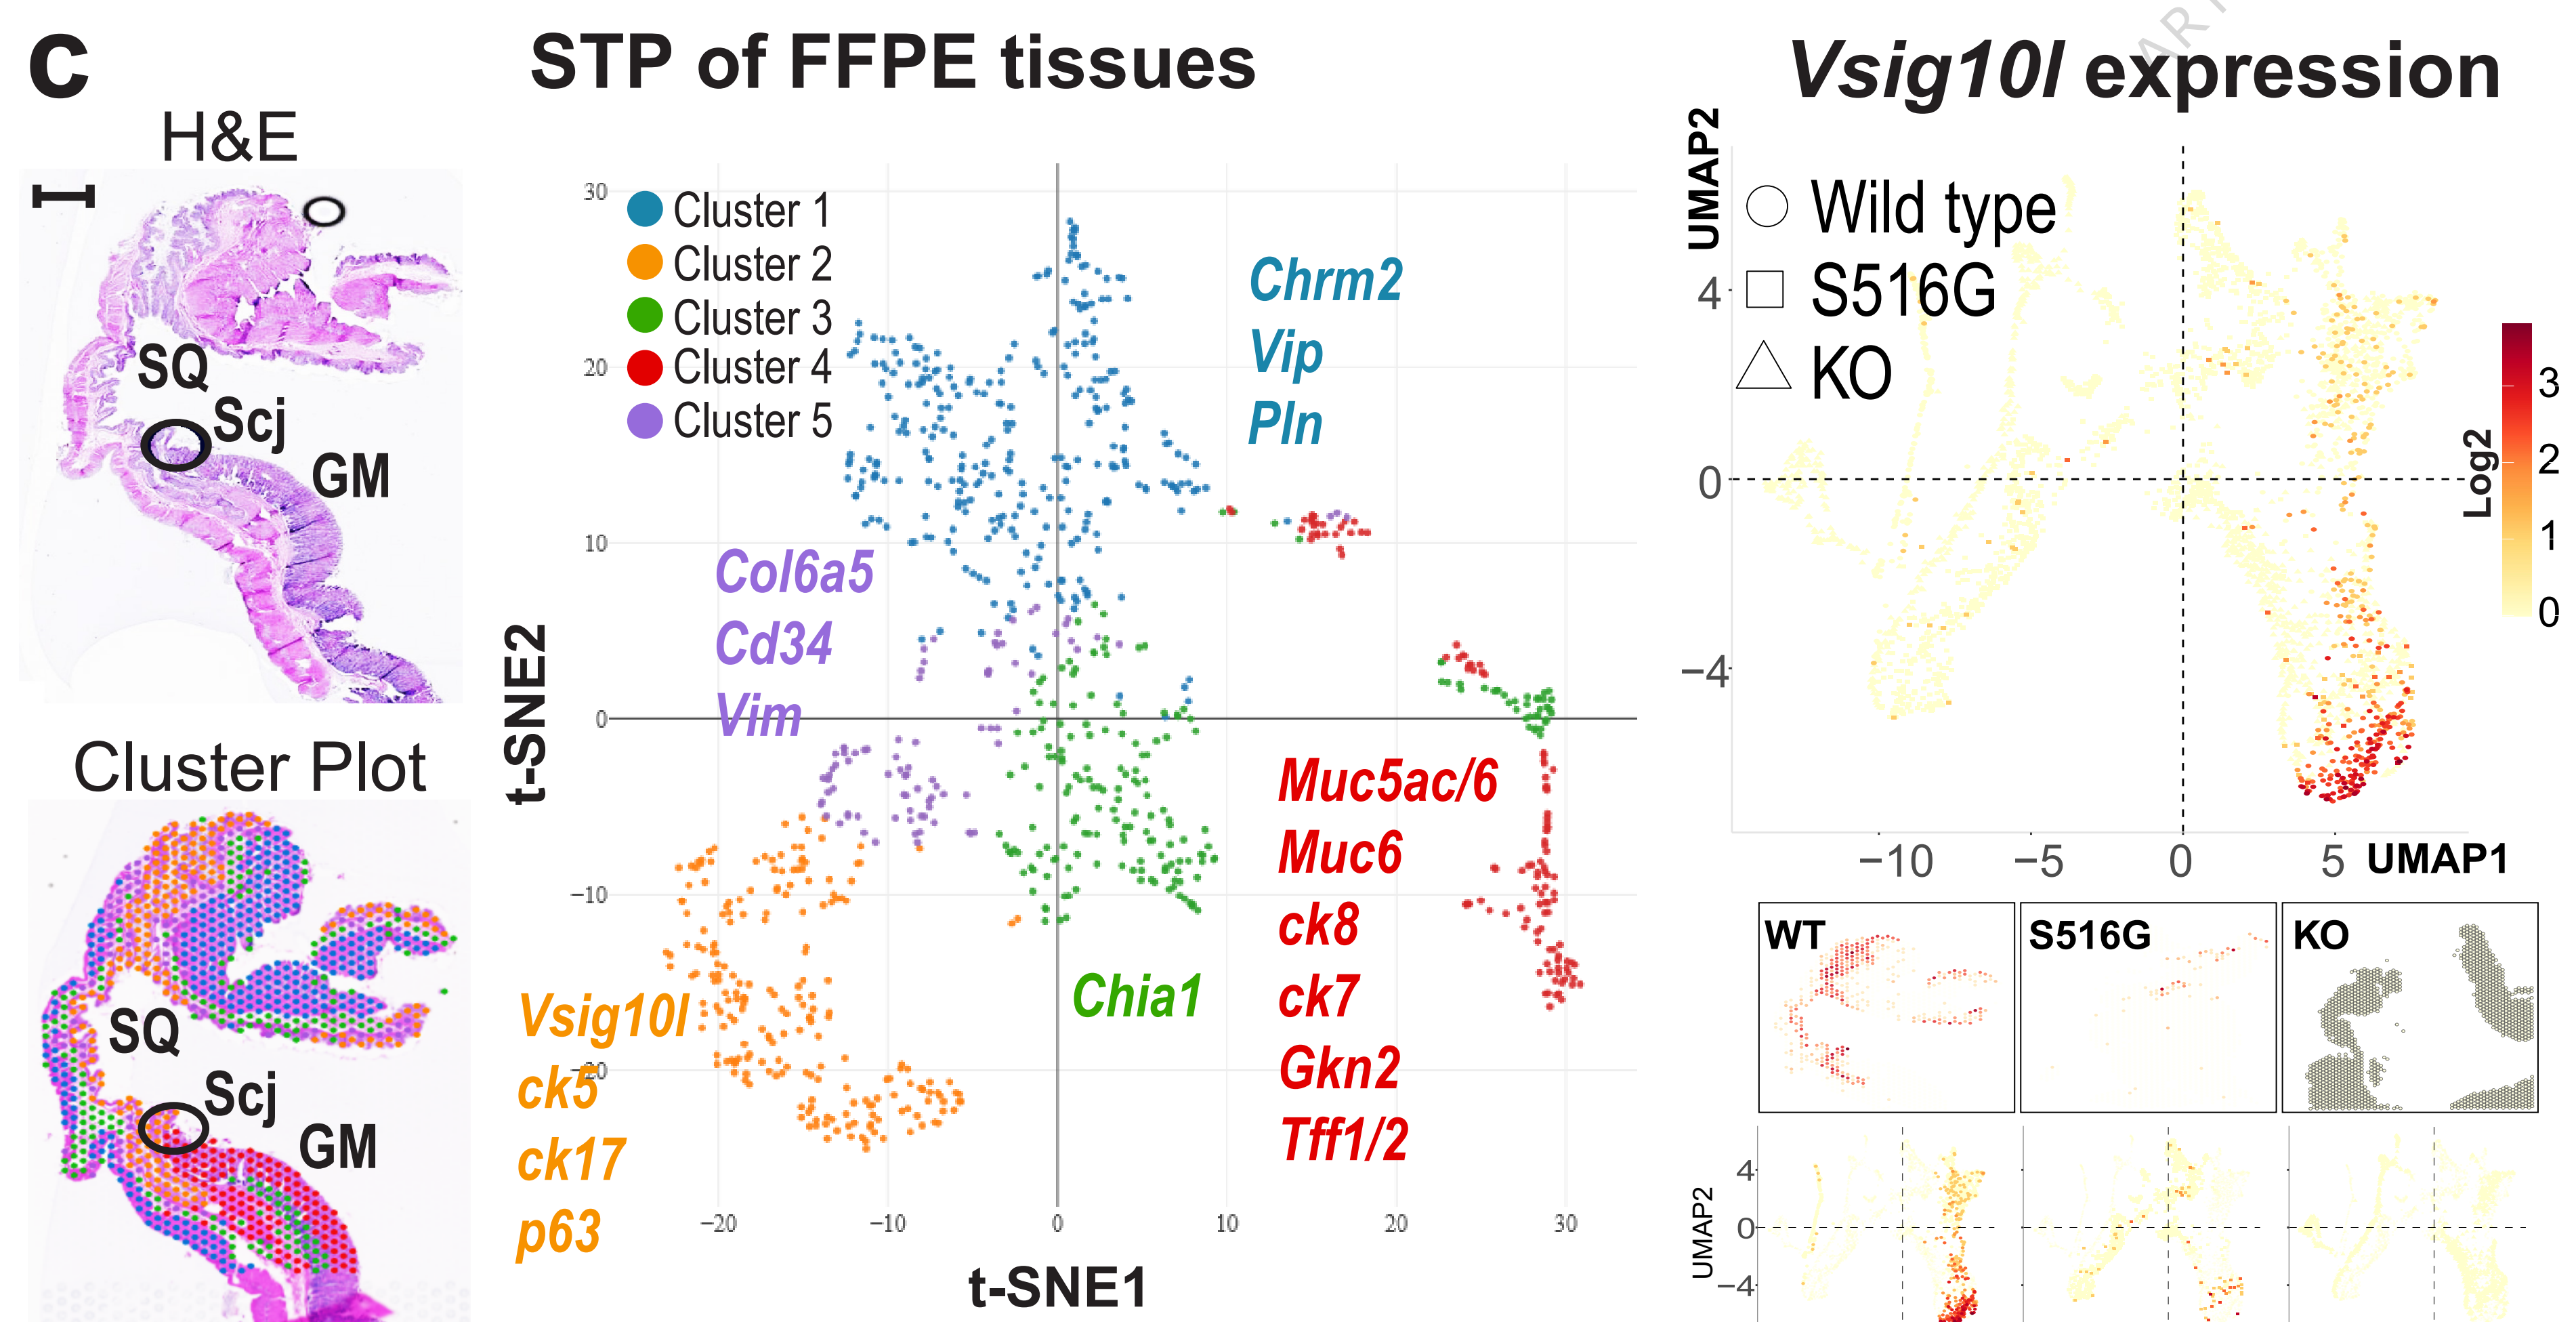 c
STP of FFPE tissues
Vsig10l expression
H&E
SQ
Scj
GM
Cluster Plot
SQ
Scj
GM
Cluster 1
Cluster 2
Cluster 3
Cluster 4
Cluster 5
Chrm2
Vip
Pln
Col6a5
Cd34
Vim
Muc5ac/6
Muc6
ck8
ck7
Gkn2
Tff1/2
Chia1
Vsig10l
ck5
ck17
p63
30
20
10
0
−10
−20
t-SNE2
−20 −10 0 10 20 30
t-SNE1
UMAP2
Wild type
S516G
KO
4
0
−4
−10 −5 0 5 UMAP1
Log2
3
2
1
0
WT
S516G
KO
UMAP2
4
0
−4